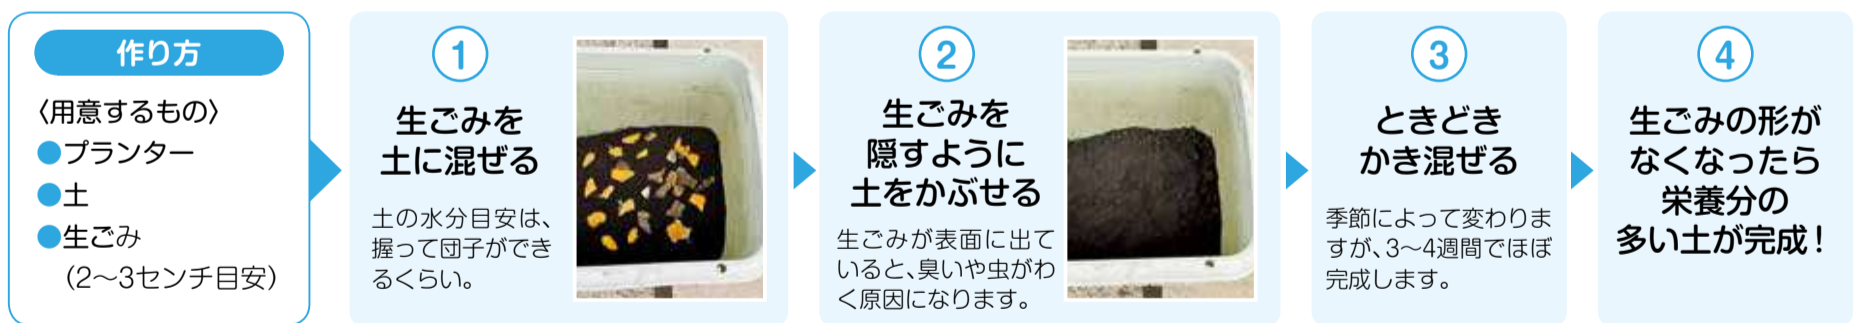 作り方
〈用意するもの〉
●プランター
●土
●生ごみ
（2～3センチ目安）
①
生ごみを
土に混ぜる
土の水分目安は、
握って団子ができ
るくらい。
②
生ごみを
隠すように
土をかぶせる
生ごみが表面に出て
いると、臭いや虫がわ
く原因になります。
③
ときどき
かき混ぜる
季節によって変わりま
すが、3～4週間でほぼ
完成します。
④
生ごみの形が
なくなったら
栄養分の
多い土が完成！